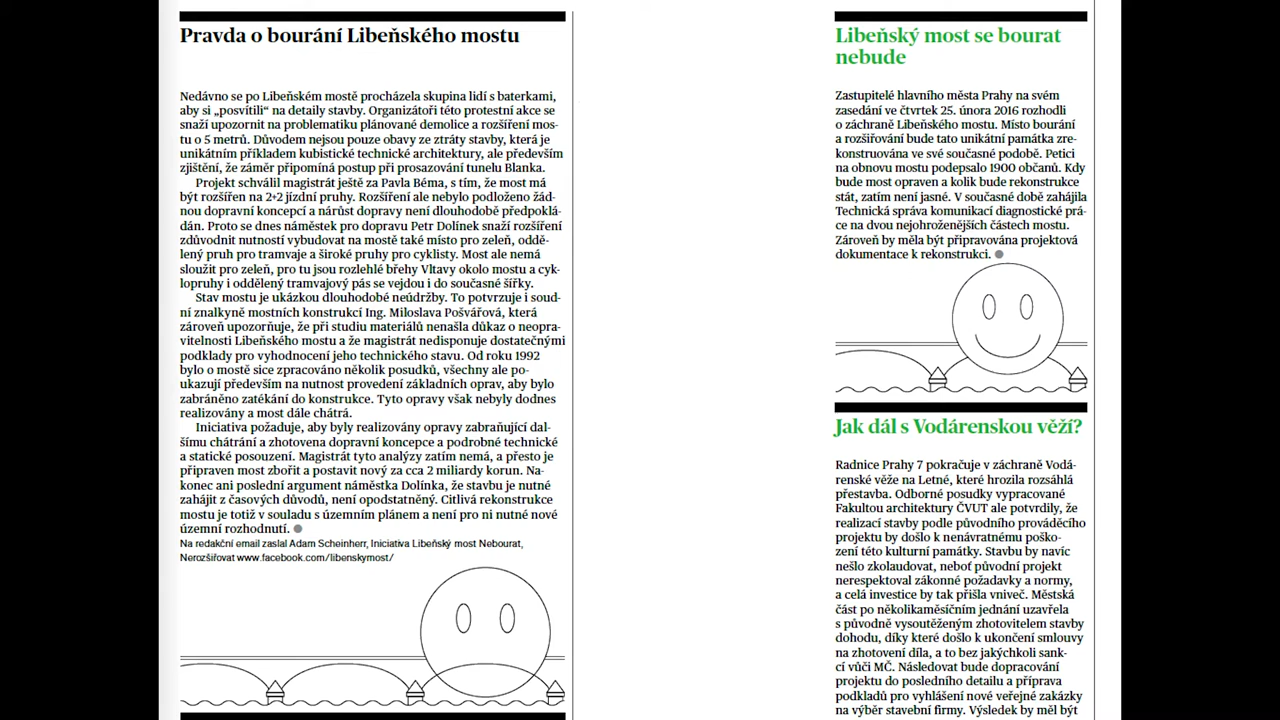 Pravda o bourání Libeňského mostu
Nedávno se po Libeňském mostě procházela skupina lidí s baterkami,
aby si „posvítili“ na detaily stavby. Organizátoři této protestní akce se
snaží upozornit na problematiku plánované demolice a rozšíření mos-
tu o 5 metrů. Důvodem nejsou pouze obavy ze ztráty stavby, která je
unikátním příkladem kubistické technické architektury, ale především
zjištění, že záměr připomíná postup při prosazování tunelu Blanka.
Projekt schválil magistrát ještě za Pavla Béma, s tím, že most má
být rozšířen na 2+2 jízdní pruhy. Rozšíření ale nebylo podloženo žád-
nou dopravní koncepcí a nárůst dopravy není dlouhodobě předpoklá-
dán. Proto se dnes náměstek pro dopravu Petr Dolínek snaží rozšíření
zdůvodnit nutností vybudovat na mostě také místo pro zeleň, oddě-
lený pruh pro tramvaje a široké pruhy pro cyklisty. Most ale nemá
sloužit pro zeleň, pro tu jsou rozlehlé břehy Vltavy okolo mostu a cyk-
lopruhy i oddělený tramvajový pás se vejdou i do současné šířky.
Stav mostu je ukázkou dlouhodobé neúdržby. To potvrzuje i soud-
ní znalkyně mostních konstrukcí Ing. Miloslava Pošvářová, která
zároveň upozorňuje, že při studiu materiálů nenašla důkaz o neopra-
vitelnosti Libeňského mostu a že magistrát nedisponuje dostatečnými
podklady pro vyhodnocení jeho technického stavu. Od roku 1992
bylo o mostě sice zpracováno několik posudků, všechny ale po-
ukazují především na nutnost provedení základních oprav, aby bylo
zabráněno zatékání do konstrukce. Tyto opravy však nebyly dodnes
realizovány a most dále chátrá.
Iniciativa požaduje, aby byly realizovány opravy zabraňující dal-
šímu chátrání a zhotovena dopravní koncepce a podrobné technické
a statické posouzení. Magistrát tyto analýzy zatím nemá, a přesto je
připraven most zbořit a postavit nový za cca 2 miliardy korun. Na-
konec ani poslední argument náměstka Dolínka, že stavbu je nutné
zahájit z časových důvodů, není opodstatněný. Citlivá rekonstrukce
mostu je totiž v souladu s územním plánem a není pro ni nutné nové
územní rozhodnutí.
Na redakční email zaslal Adam Scheinherr, Iniciativa Libeňský most Nebourat,
Nerozšiřovat www.facebook.com/libenskymost/
Libeňský most se bourat
nebude
Zastupitelé hlavního města Prahy na svém
zasedání ve čtvrtek 25. února 2016 rozhodli
o záchraně Libeňského mostu. Místo bourání
a rozšiřování bude tato unikátní památka zre-
konstruována ve své současné podobě. Petici
na obnovu mostu podepsalo 1900 občanů. Kdy
bude most opraven a kolik bude rekonstrukce
stát, zatím není jasné. V současné době zahájila
Technická správa komunikací diagnostické prá-
ce na dvou nejohroženějších částech mostu.
Zároveň by měla být připravována projektová
dokumentace k rekonstrukci.
Jak dál s Vodárenskou věží?
Radnice Prahy 7 pokračuje v záchraně Vodá-
renské věže na Letné, které hrozila rozsáhlá
přestavba. Odborné posudky vypracované
Fakultou architektury ČVUT ale potvrdily, že
realizací stavby podle původního prováděcího
projektu by došlo k nenávratnému poško-
zení této kulturní památky. Stavbu by navíc
nešlo zkolaudovat, neboť původní projekt
nerespektoval zákonné požadavky a normy,
a celá investice by tak přišla vniveč. Městská
část po několikaměsíčním jednání uzavřela
s původně vysoutěženým zhotovitelem stavby
dohodu, díky které došlo k ukončení smlouvy
na zhotovení díla, a to bez jakýchkoli sank-
cí vůči MČ. Následovat bude dopracování
projektu do posledního detailu a příprava
podkladů pro vyhlášení nové veřejné zakázky
na výběr stavební firmy. Výsledek by měl být